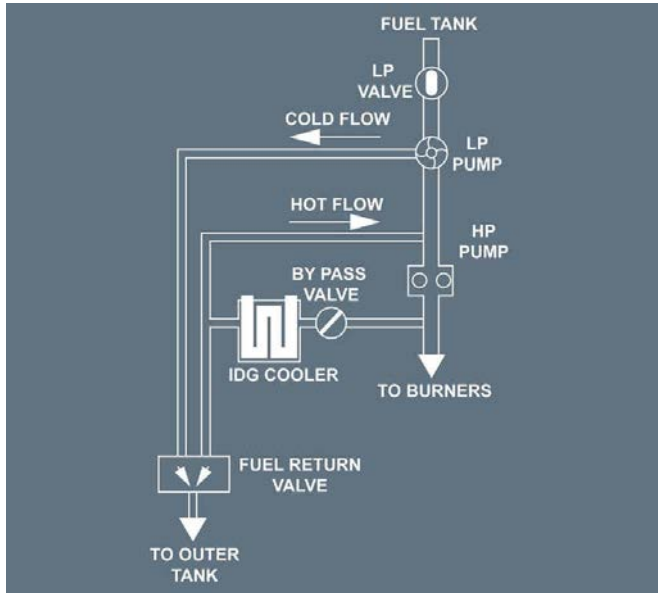 FUEL TANK
LP
VALVE
COLD FLOW
LP
PUMP
HOT FLOW
HP
PUMP
BY PASS
VALVE
IDG COOLER
TO BURNERS
FUEL RETURN
VALVE
TO OUTER
TANK